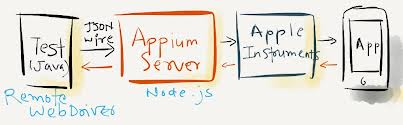 Test
(Java)
JSON
wire
Appium
Server
Apple
Instruments
App
Remote
WebDriver
Node.js